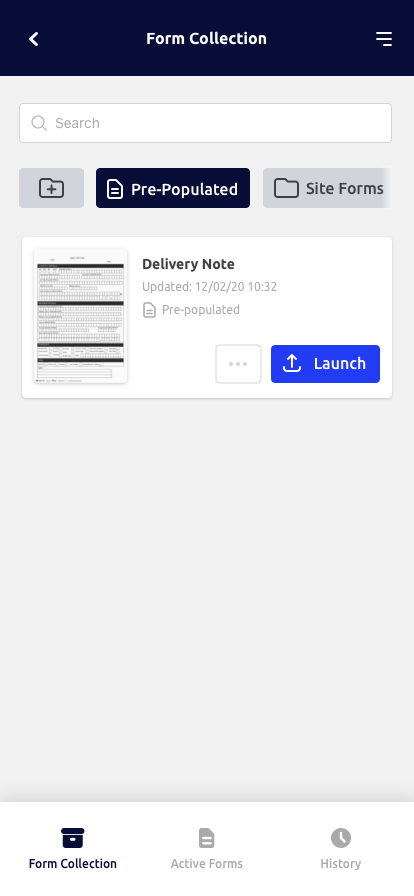 Form Collection
Search
Pre-Populated
Site Forms
Delivery Note
Updated: 12/02/20 10:32
Pre-populated
Launch
Form Collection
Active Forms
History